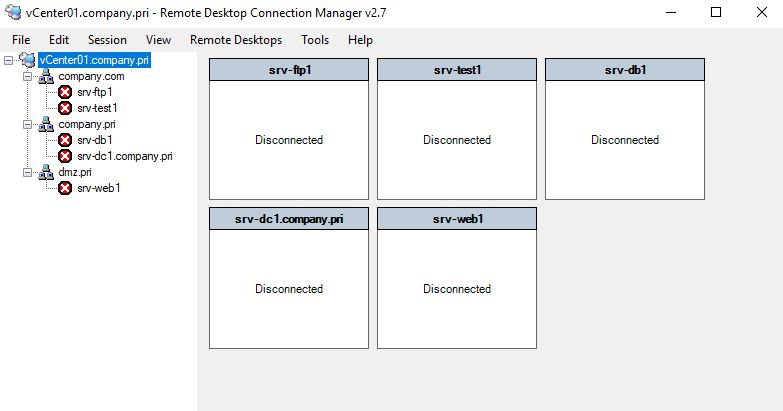 vCenter01.company.pri - Remote Desktop Connection Manager v2.7
File Edit Session View Remote Desktops Tools Help
vCenter01.company.pri
company.com
srv-ftp1
srv-test1
company.pri
srv-db1
srv-dc1.company.pri
dmz.pri
srv-web1
srv-ftp1 srv-test1 srv-db1
Disconnected Disconnected Disconnected
srv-dc1.company.pri srv-web1
Disconnected Disconnected